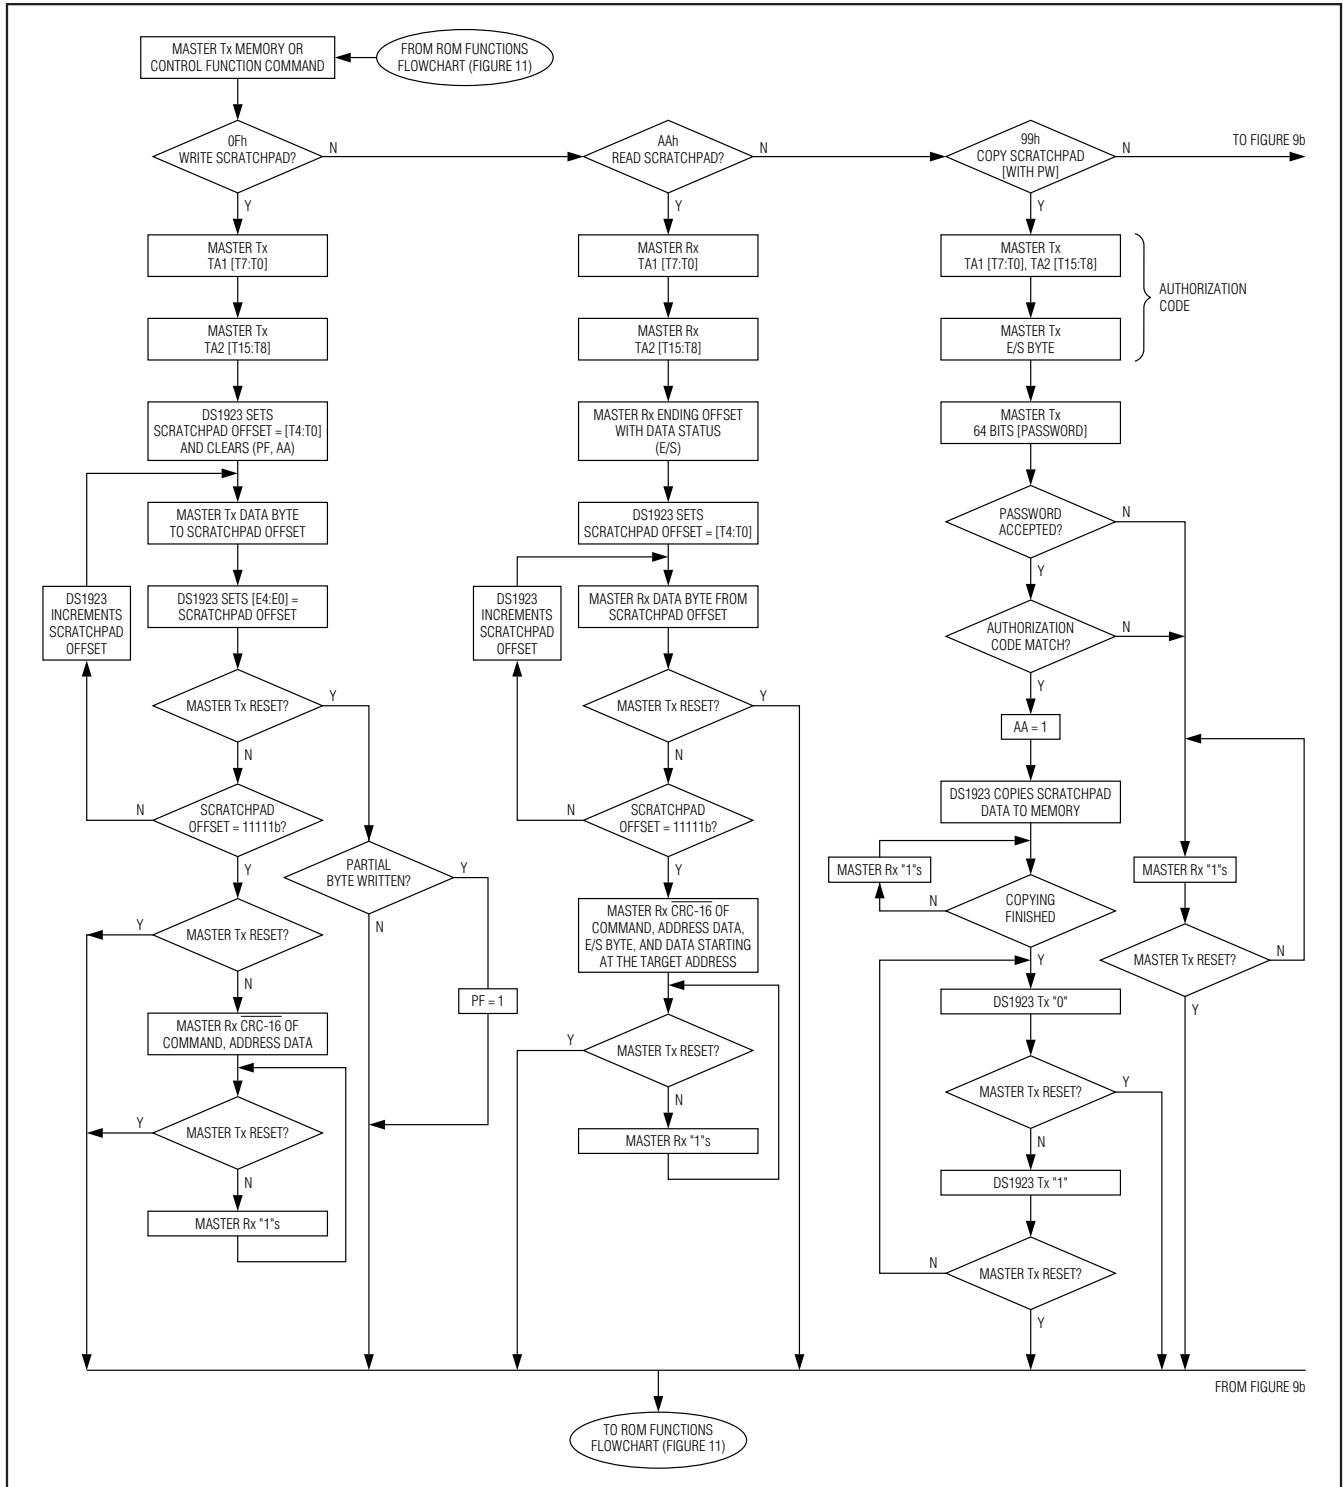 MASTER Tx MEMORY OR
CONTROL FUNCTION COMMAND
FROM ROM FUNCTIONS
FLOWCHART (FIGURE 11)
0Fh
WRITE SCRATCHPAD?
N
Y
MASTER Tx
TA1 [T7:T0]
MASTER Tx
TA2 [T15:T8]
DS1923 SETS
SCRATCHPAD OFFSET = [T4:T0]
AND CLEARS (PF, AA)
MASTER Tx DATA BYTE
TO SCRATCHPAD OFFSET
DS1923
INCREMENTS
SCRATCHPAD
OFFSET
DS1923 SETS [E4:E0] =
SCRATCHPAD OFFSET
MASTER Tx RESET?
Y
N
SCRATCHPAD
OFFSET = 11111b?
N
Y
PARTIAL
BYTE WRITTEN?
Y
N
PF = 1
MASTER Tx RESET?
Y
N
MASTER Rx CRC-16 OF
COMMAND, ADDRESS DATA
MASTER Tx RESET?
Y
N
MASTER Rx "1"s
AAh
READ SCRATCHPAD?
N
Y
MASTER Rx
TA1 [T7:T0]
MASTER Rx
TA2 [T15:T8]
MASTER Rx ENDING OFFSET
WITH DATA STATUS
(E/S)
DS1923 SETS
SCRATCHPAD OFFSET = [T4:T0]
DS1923
INCREMENTS
SCRATCHPAD
OFFSET
MASTER Rx DATA BYTE FROM
SCRATCHPAD OFFSET
MASTER Tx RESET?
Y
N
SCRATCHPAD
OFFSET = 11111b?
N
Y
MASTER Rx CRC-16 OF
COMMAND, ADDRESS DATA,
E/S BYTE, AND DATA STARTING
AT THE TARGET ADDRESS
MASTER Tx RESET?
Y
N
MASTER Rx "1"s
99h
COPY SCRATCHPAD
[WITH PW]
N
TO FIGURE 9b
Y
MASTER Tx
TA1 [T7:T0], TA2 [T15:T8]
MASTER Tx
E/S BYTE
AUTHORIZATION
CODE
MASTER Tx
64 BITS [PASSWORD]
PASSWORD
ACCEPTED?
N
Y
AUTHORIZATION
CODE MATCH?
N
Y
AA = 1
DS1923 COPIES SCRATCHPAD
DATA TO MEMORY
MASTER Rx "1"s
COPYING
FINISHED
N
Y
MASTER Rx "1"s
MASTER Tx RESET?
N
Y
DS1923 Tx "0"
MASTER Tx RESET?
Y
N
DS1923 Tx "1"
MASTER Tx RESET?
N
Y
FROM FIGURE 9b
TO ROM FUNCTIONS
FLOWCHART (FIGURE 11)